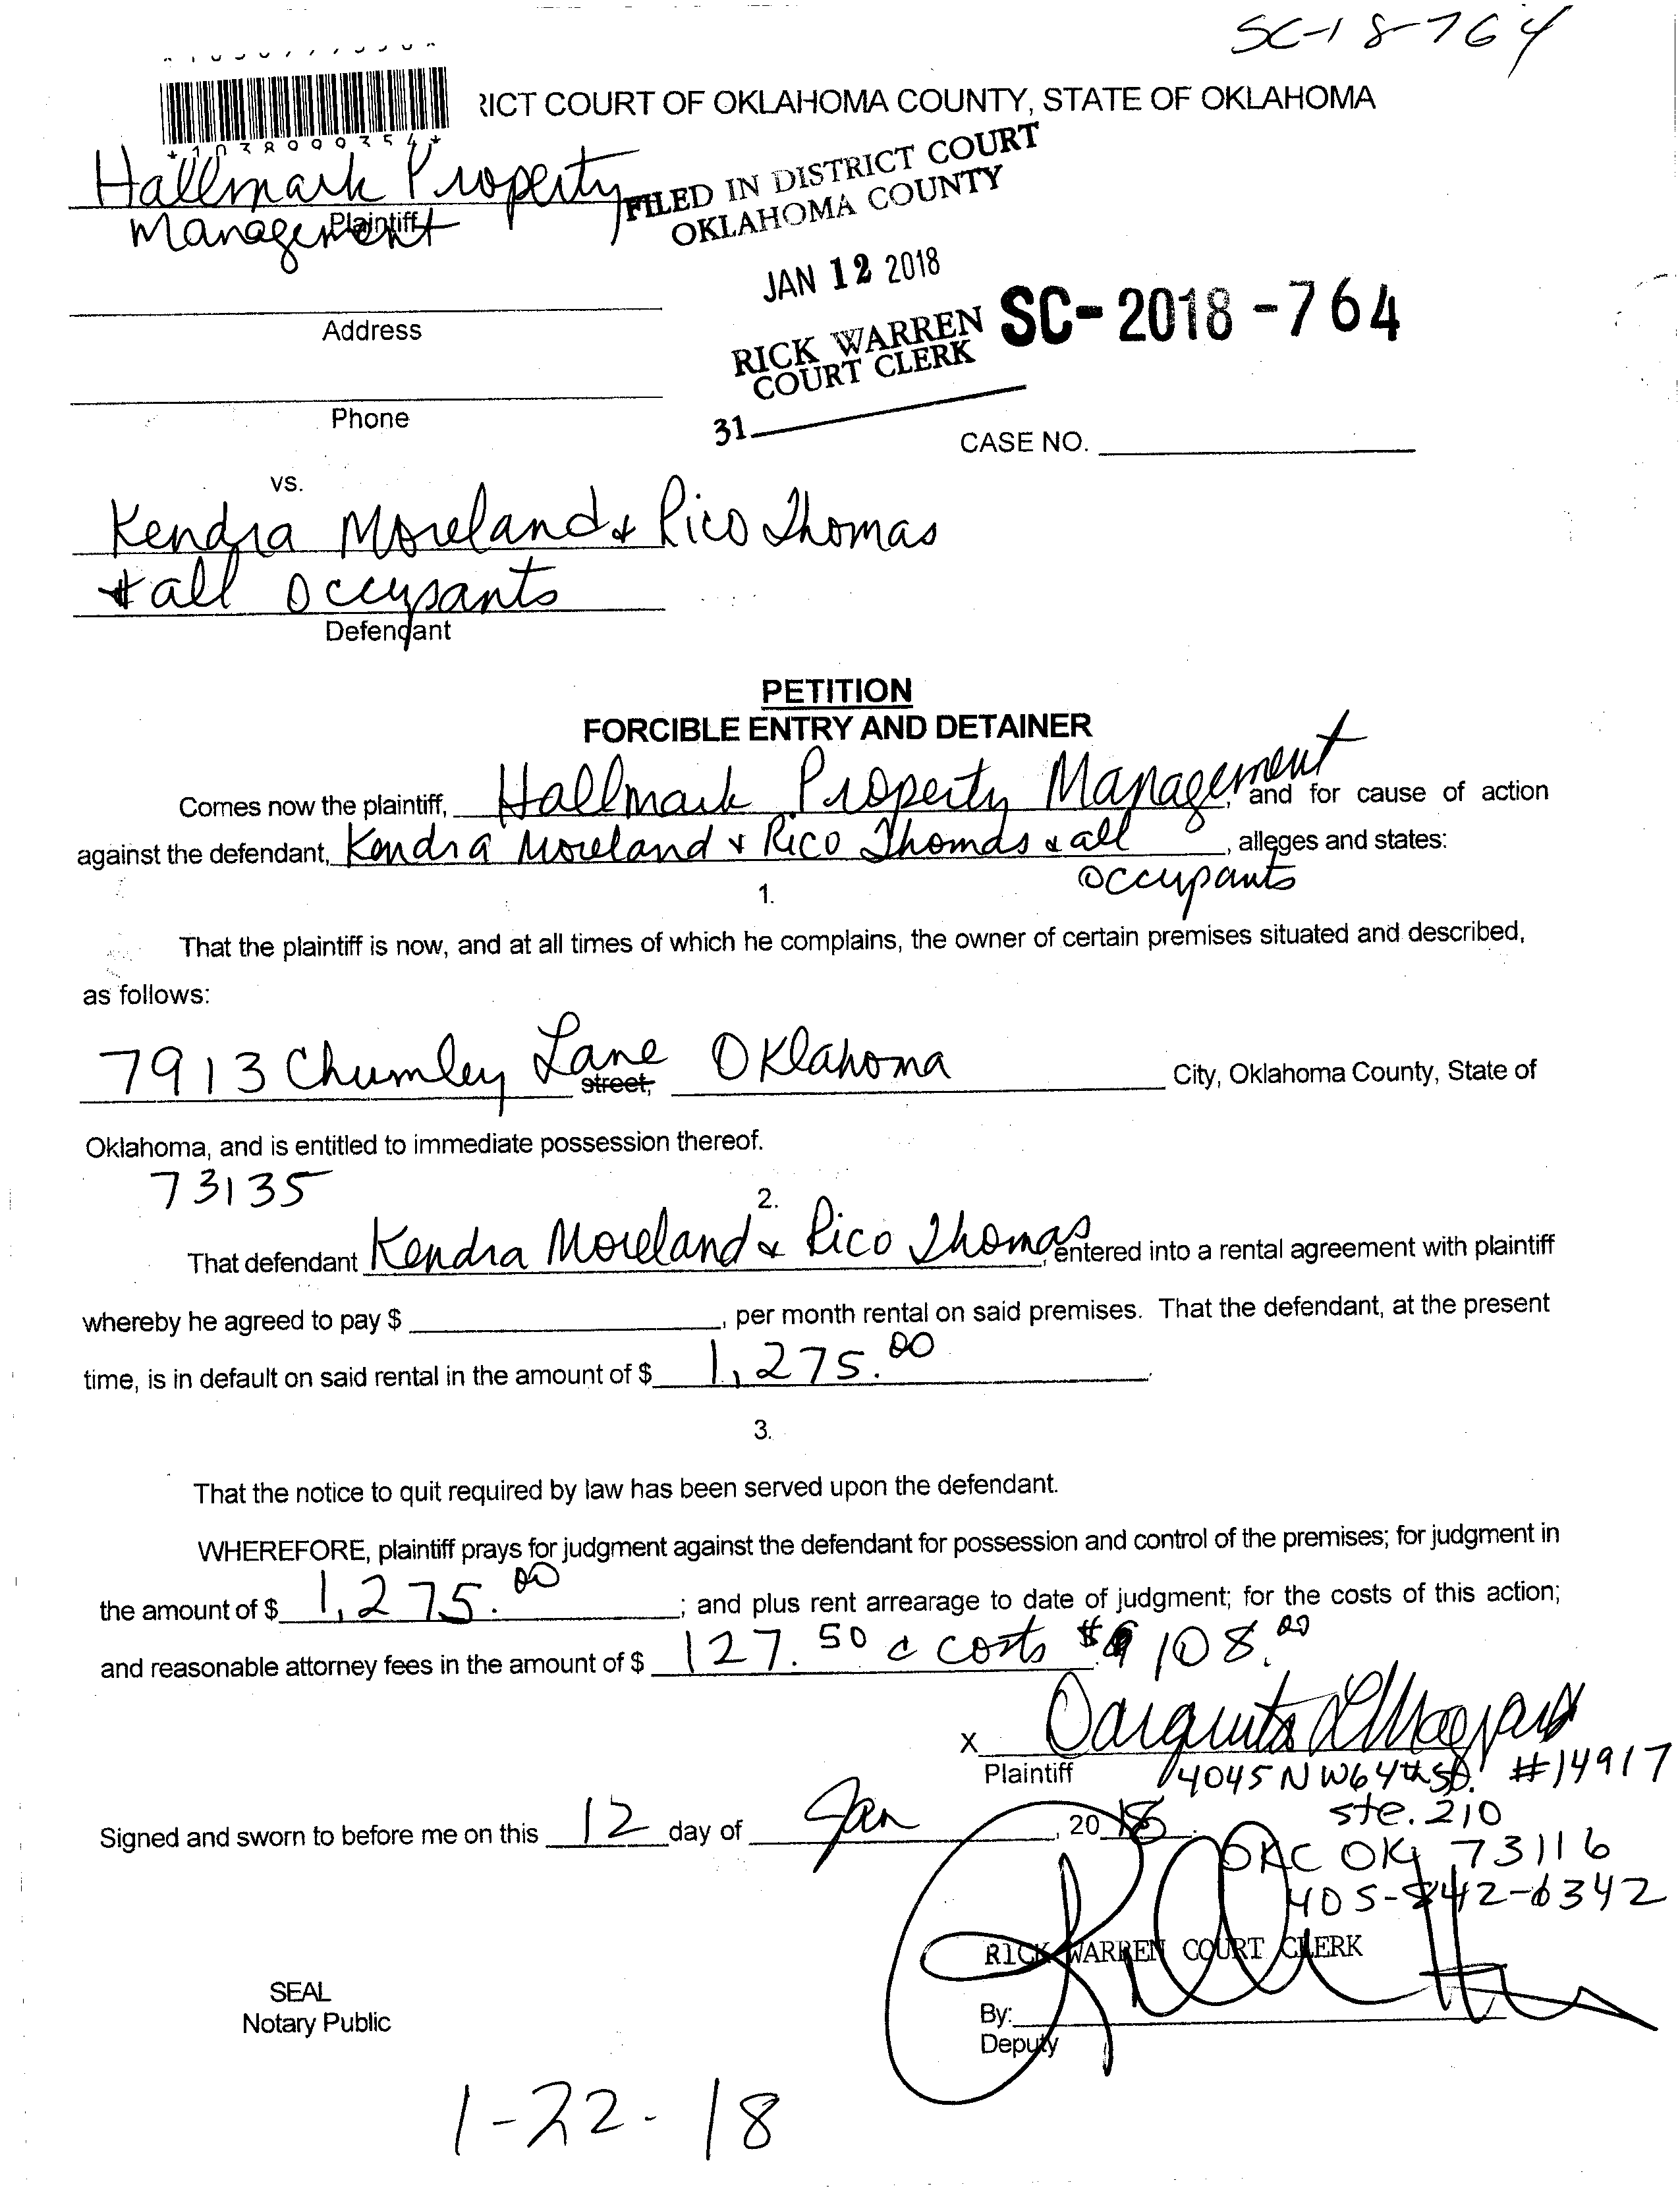 SC-18-764
RICT COURT OF OKLAHOMA COUNTY, STATE OF OKLAHOMA
*1038000354*
Hallmark Property
Management
Plaintiff
FILED IN DISTRICT COURT
OKLAHOMA COUNTY
JAN 12 2018
RICK WARREN
COURT CLERK
31
SC-2018-764
Address
Phone
CASE NO.
vs.
Kendra Moreland & Rico Thomas
& all Occupants
Defendant
PETITION
FORCIBLE ENTRY AND DETAINER
Comes now the plaintiff, Hallmark Property Management, and for cause of action
against the defendant, Kendra Moreland & Rico Thomas & all occupants, alleges and states:
1.
That the plaintiff is now, and at all times of which he complains, the owner of certain premises situated and described,
as follows:
7913 Chumley Lane street, Oklahoma City, Oklahoma County, State of
Oklahoma, and is entitled to immediate possession thereof.
73135
2.
That defendant Kendra Moreland & Rico Thomas, entered into a rental agreement with plaintiff
whereby he agreed to pay $ , per month rental on said premises. That the defendant, at the present
time, is in default on said rental in the amount of $ 1,275.00.
3.
That the notice to quit required by law has been served upon the defendant.
WHEREFORE, plaintiff prays for judgment against the defendant for possession and control of the premises; for judgment in
the amount of $ 1,275.00; and plus rent arrearage to date of judgment; for the costs of this action;
and reasonable attorney fees in the amount of $ 127.50 c costs $ 108.00
X
Plaintiff
4045 NW 64th St. #14917
Ste. 210
OKC OK 73116
405-842-6342
Signed and sworn to before me on this 12 day of Jan, 2018.
RICK WARREN COURT CLERK
SEAL
Notary Public
By:
Deputy
1-22-18